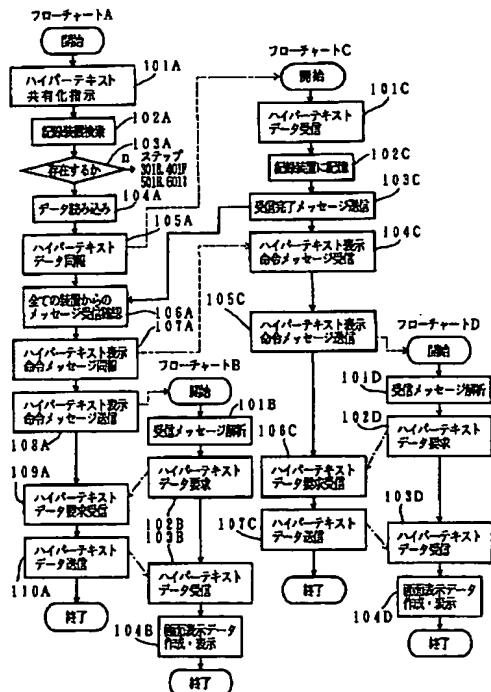 フローチャートA
開始
101A
ハイパーテキスト
共有化指示
102A
記録装置検索
103A
存在するか
n ステップ
301E.401F
501H.601I
104A
データ読み込み
105A
ハイパーテキスト
データ同報
全ての装置からの
メッセージ受信確認
106A
107A
ハイパーテキスト表示
命令メッセージ同報
ハイパーテキスト表示
命令メッセージ送信
108A
109A
ハイパーテキスト
データ要求受信
ハイパーテキスト
データ送信
110A
終了
フローチャートB
開始
101B
受信メッセージ解析
ハイパーテキスト
データ要求
102B
103B
ハイパーテキスト
データ受信
104B
画面表示データ
作成・表示
終了
フローチャートC
開始
101C
ハイパーテキスト
データ受信
記録装置に記憶
102C
103C
受信完了メッセージ送信
104C
ハイパーテキスト表示
命令メッセージ受信
105C
ハイパーテキスト表示
命令メッセージ送信
106C
ハイパーテキスト
データ要求受信
107C
ハイパーテキスト
データ送信
終了
フローチャートD
開始
101D
受信メッセージ解析
102D
ハイパーテキスト
データ要求
103D
ハイパーテキスト
データ受信
104D
画面表示データ
作成・表示
終了